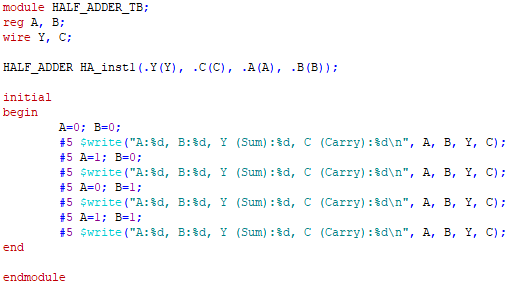 module HALF_ADDER_TB;
reg A, B;
wire Y, C;

HALF_ADDER HA_inst1(.Y(Y), .C(C), .A(A), .B(B));

initial
begin
        A=0; B=0;
        #5 $write("A:%d, B:%d, Y (Sum):%d, C (Carry):%d\n", A, B, Y, C);
        #5 A=1; B=0;
        #5 $write("A:%d, B:%d, Y (Sum):%d, C (Carry):%d\n", A, B, Y, C);
        #5 A=0; B=1;
        #5 $write("A:%d, B:%d, Y (Sum):%d, C (Carry):%d\n", A, B, Y, C);
        #5 A=1; B=1;
        #5 $write("A:%d, B:%d, Y (Sum):%d, C (Carry):%d\n", A, B, Y, C);
end

endmodule